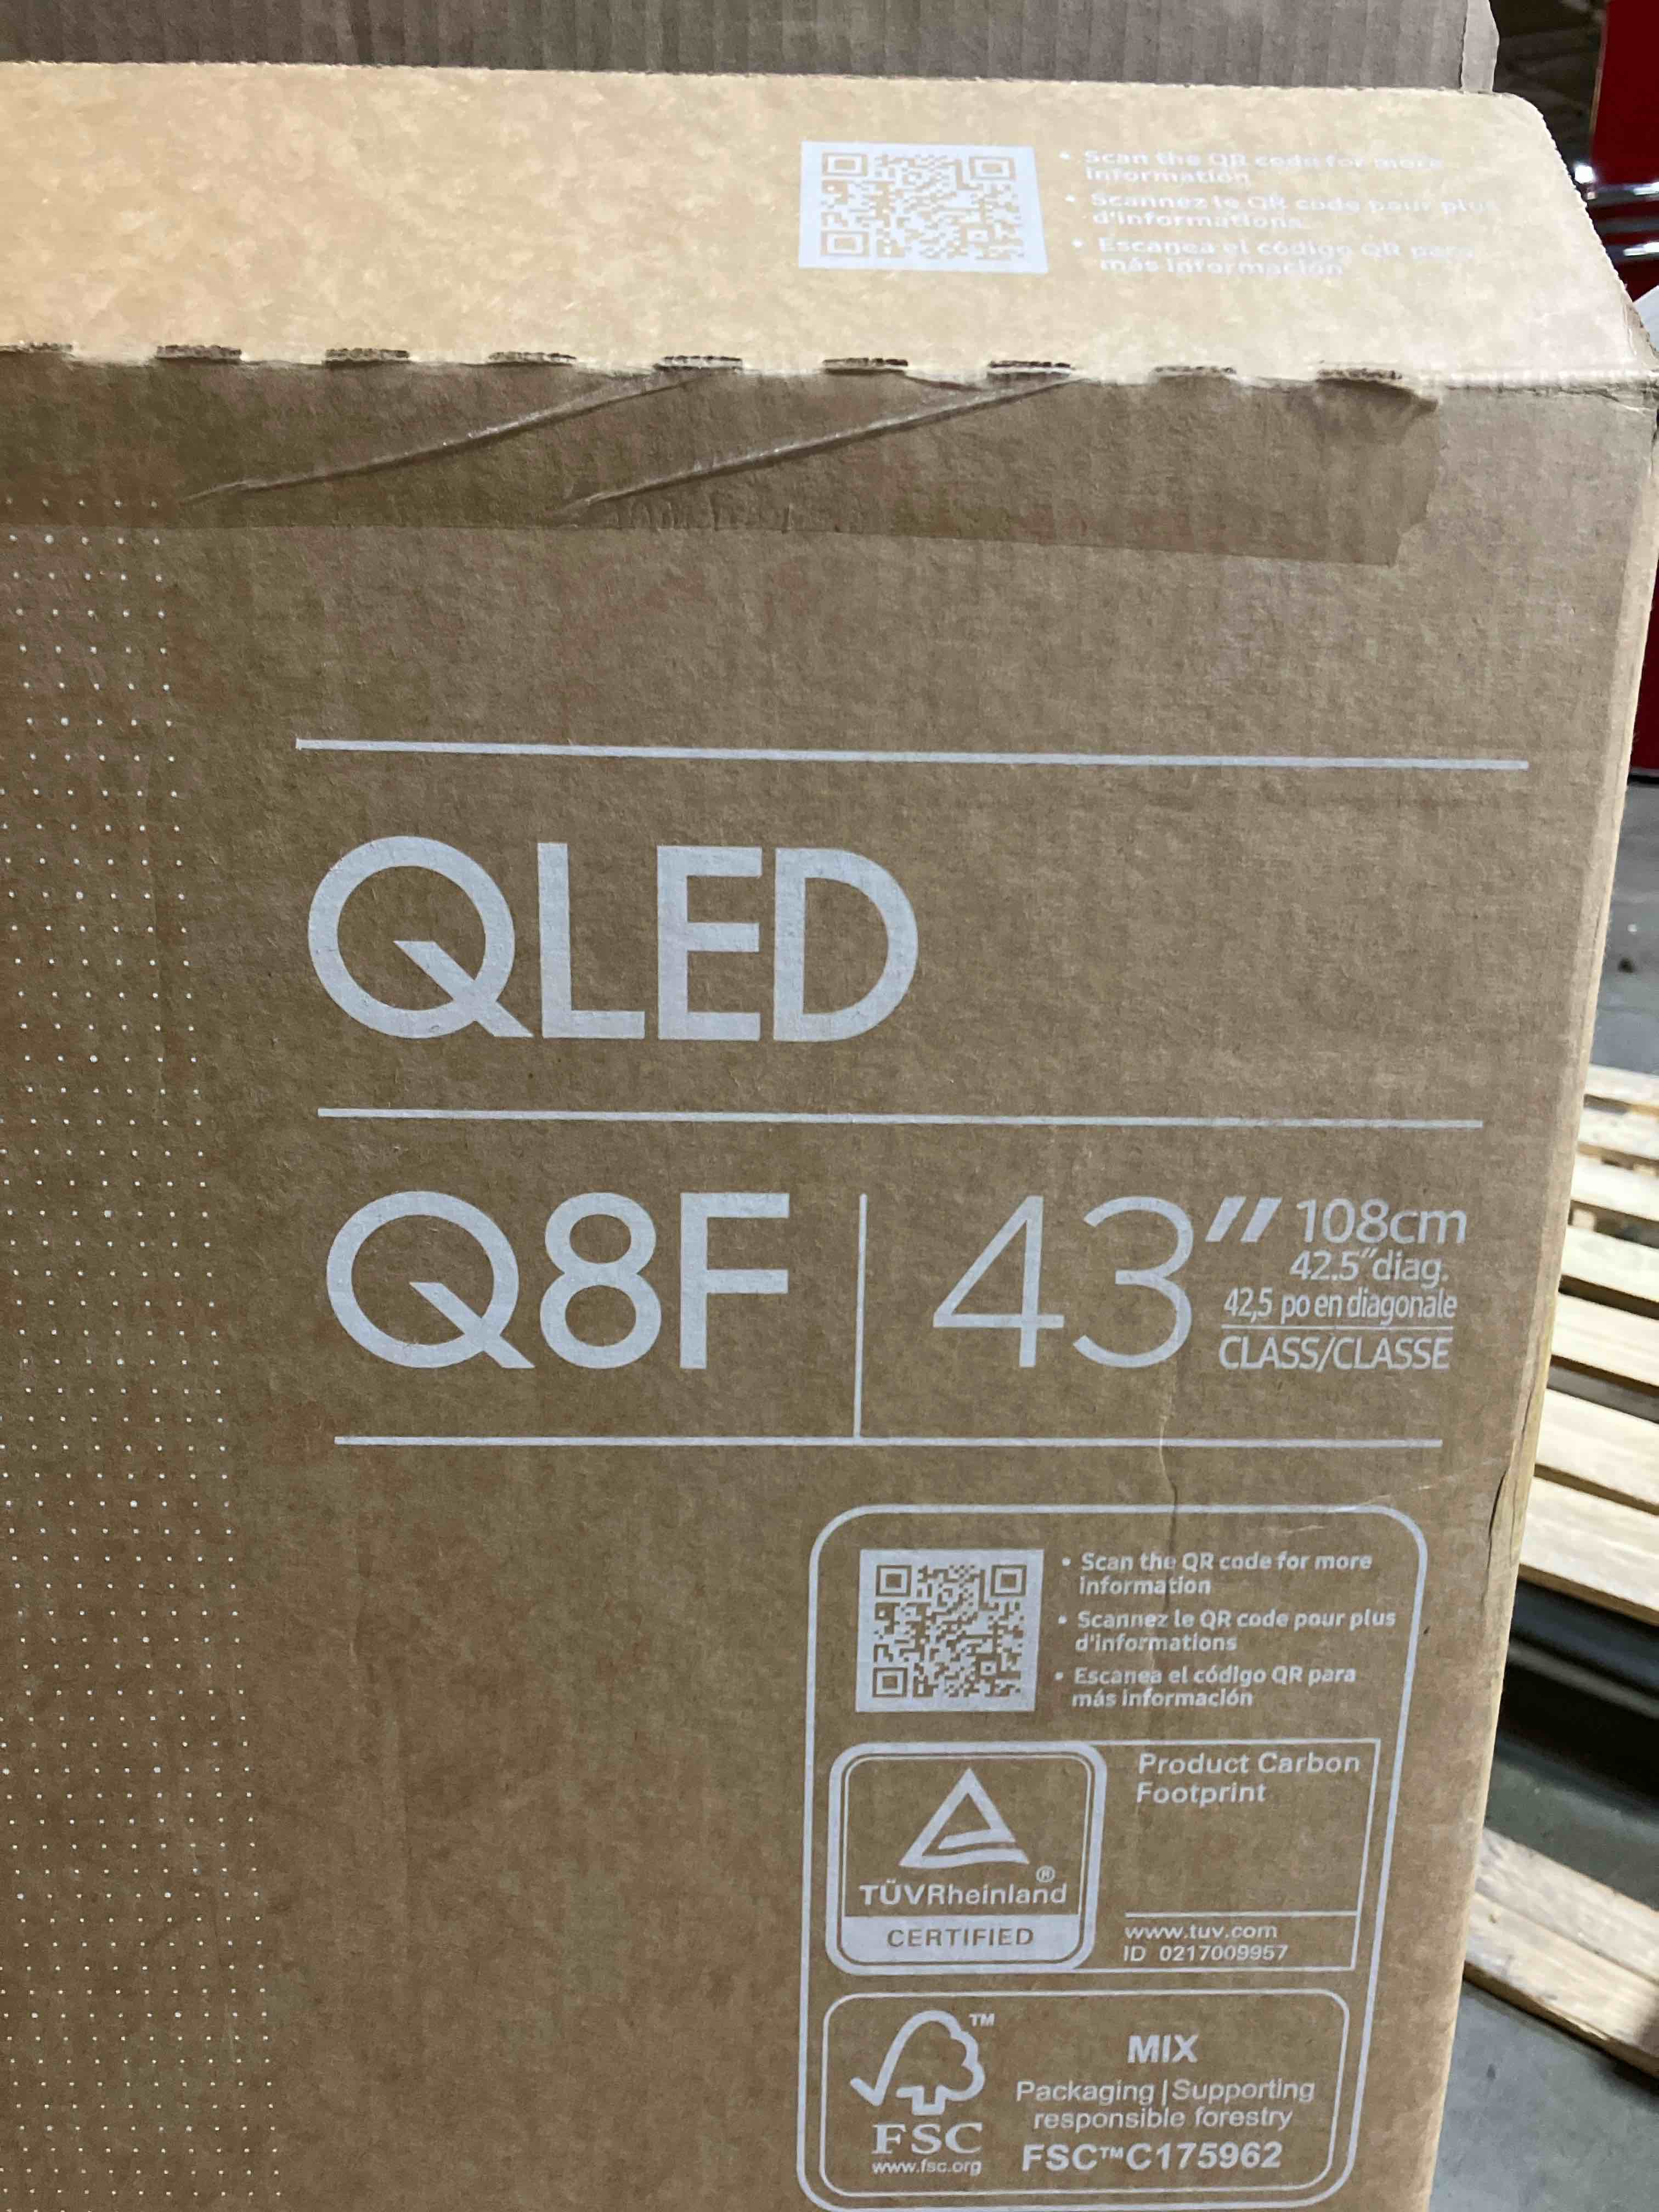 • Scan the QR code for more
information
• Scannez le QR code pour plus
d'informations
• Escanea el código QR para
más información
QLED
Q8F
43" 108cm
42.5"diag.
42,5 po en diagonale
CLASS/CLASSE
• Scan the QR code for more
information
• Scannez le QR code pour plus
d'informations
• Escanea el código QR para
más información
TÜVRheinland®
CERTIFIED
Product Carbon
Footprint
www.tuv.com
ID 0217009957
™
FSC
www.fsc.org
MIX
Packaging | Supporting
responsible forestry
FSC™C175962